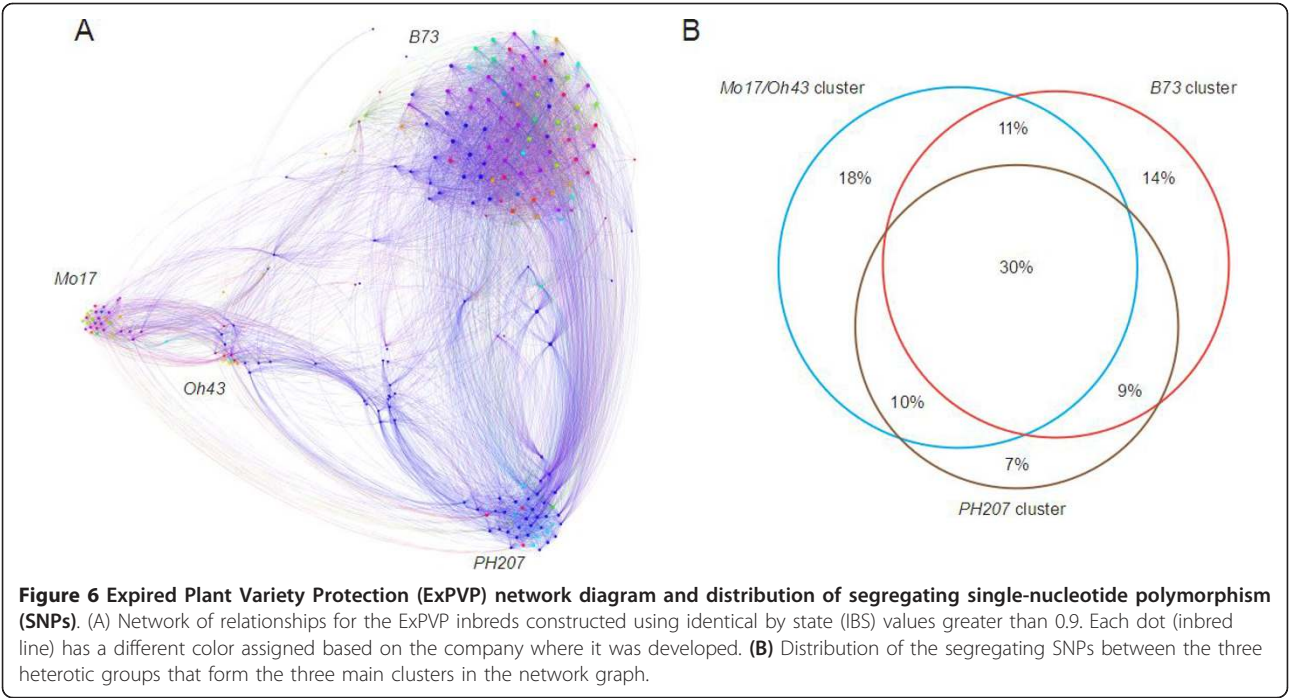 A
B73
Mo17
Oh43
PH207
B
Mo17/Oh43 cluster
B73 cluster
11%
18%
14%
30%
10%
9%
7%
PH207 cluster
Figure 6 Expired Plant Variety Protection (ExPVP) network diagram and distribution of segregating single-nucleotide polymorphism
(SNPs). (A) Network of relationships for the ExPVP inbreds constructed using identical by state (IBS) values greater than 0.9. Each dot (inbred
line) has a different color assigned based on the company where it was developed. (B) Distribution of the segregating SNPs between the three
heterotic groups that form the three main clusters in the network graph.